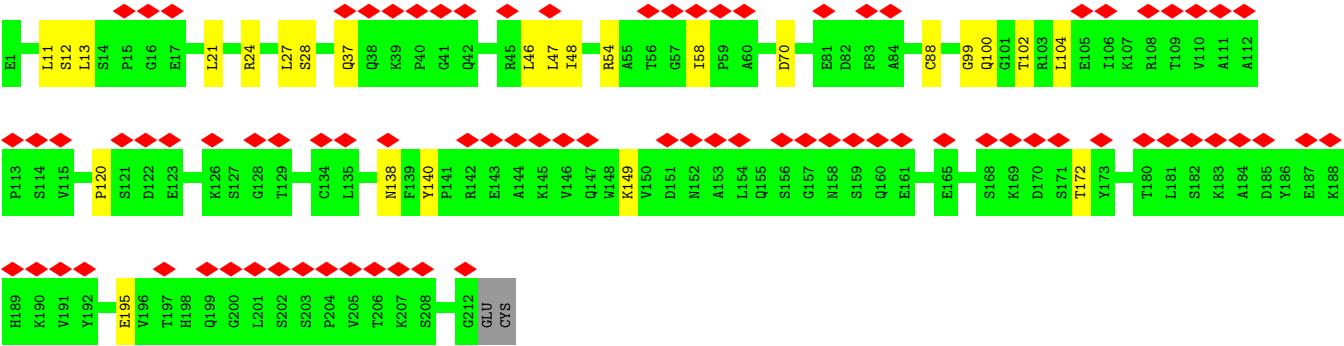 E1 L11 S12 L13 S14 P15 G16 E17 L21 R24 L27 S28 Q37 Q38 K39 P40 G41 Q42 R45 L46 L47 I48 R54 A55 T56 G57 I58 P59 A60 D70 E81 D82 F83 A84 C88 G99 Q100 G101 T102 R103 L104 E105 I106 K107 R108 T109 V110 A111 A112
P113 S114 V115 P120 S121 D122 E123 K126 S127 G128 T129 C134 L135 N138 F139 Y140 P141 R142 E143 A144 K145 V146 Q147 W148 K149 V150 D151 N152 A153 L154 Q155 S156 G157 N158 S159 Q160 E161 E165 S168 K169 D170 S171 T172 Y173 T180 L181 S182 K183 A184 D185 Y186 E187 K188
H189 K190 V191 Y192 E195 V196 T197 H198 Q199 G200 L201 S202 S203 P204 V205 T206 K207 S208 G212 GLU CYS